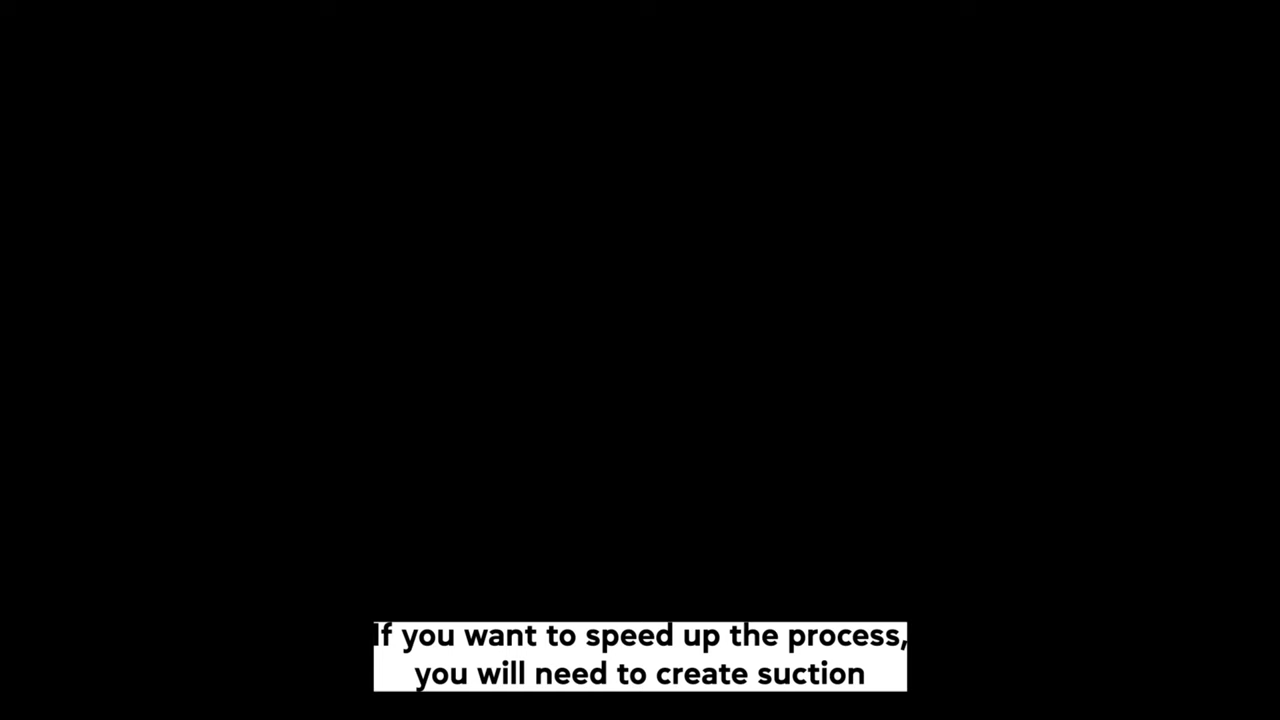 If you want to speed up the process,
you will need to create suction